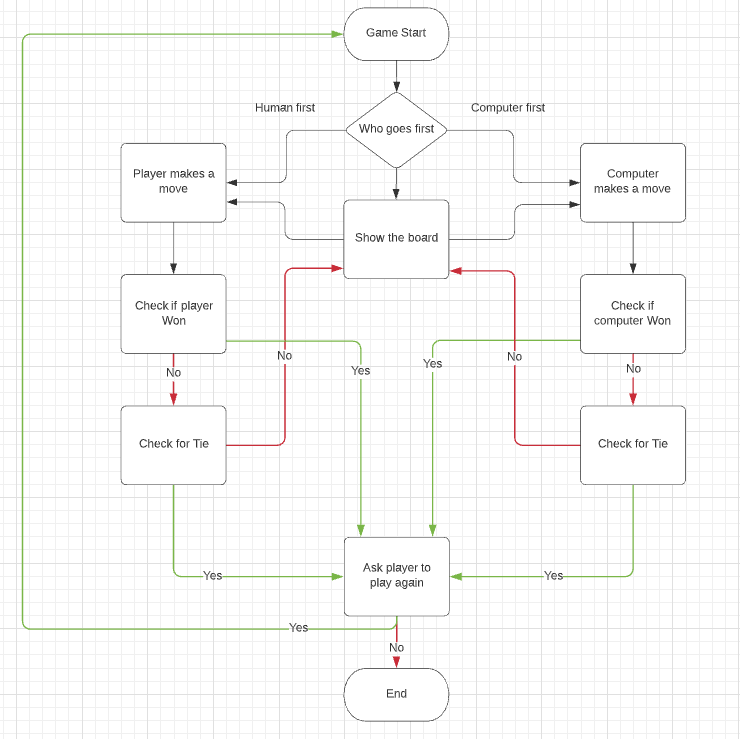 Game Start
Human first
Computer first
Who goes first
Player makes a
move
Computer
makes a move
Show the board
Check if player
Won
Check if
computer Won
No
Yes
Yes
No
No
No
Check for Tie
Check for Tie
Ask player to
play again
Yes
Yes
Yes
No
End